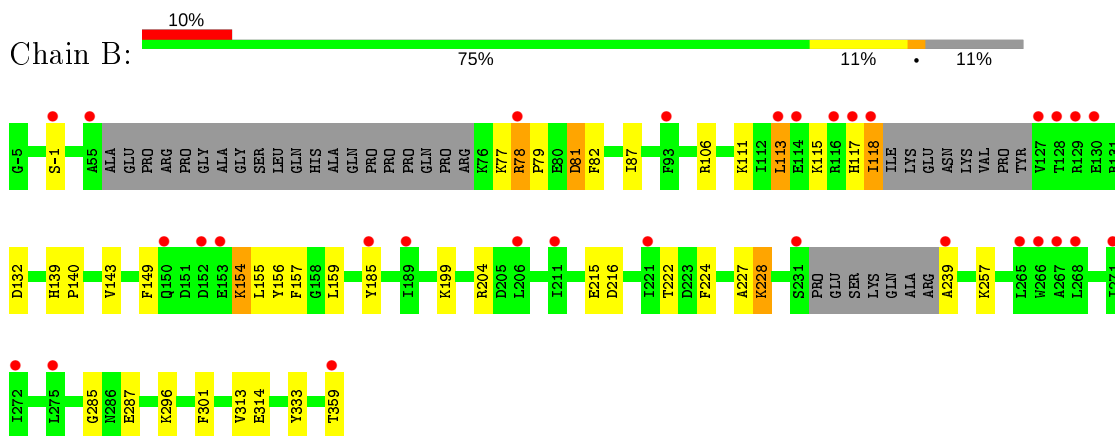 10%
Chain B:
75% 11% • 11%
G-5 S-1 A55 ALA GLU PRO ARG PRO GLY ALA GLY SER LEU GLN HIS ALA GLN PRO PRO PRO GLN PRO ARG K76 K77 R78 P79 E80 D81 F82 I87 F93 R106 K111 I112 L113 E114 K115 R116 H117 I118 ILE LYS GLU ASN LYS VAL PRO TYR V127 T128 R129 E130 R131
D132 H139 P140 V143 F149 Q150 D151 D152 E153 K154 L155 Y156 F157 G158 L159 Y185 I189 K199 R204 D205 L206 I211 E215 D216 I221 T222 D223 F224 A227 K228 S231 PRO GLU SER LYS GLN ALA ARG A239 K257 L265 W266 A267 L268 I271
I272 L275 G285 N286 E287 K296 F301 V313 E314 Y333 T359